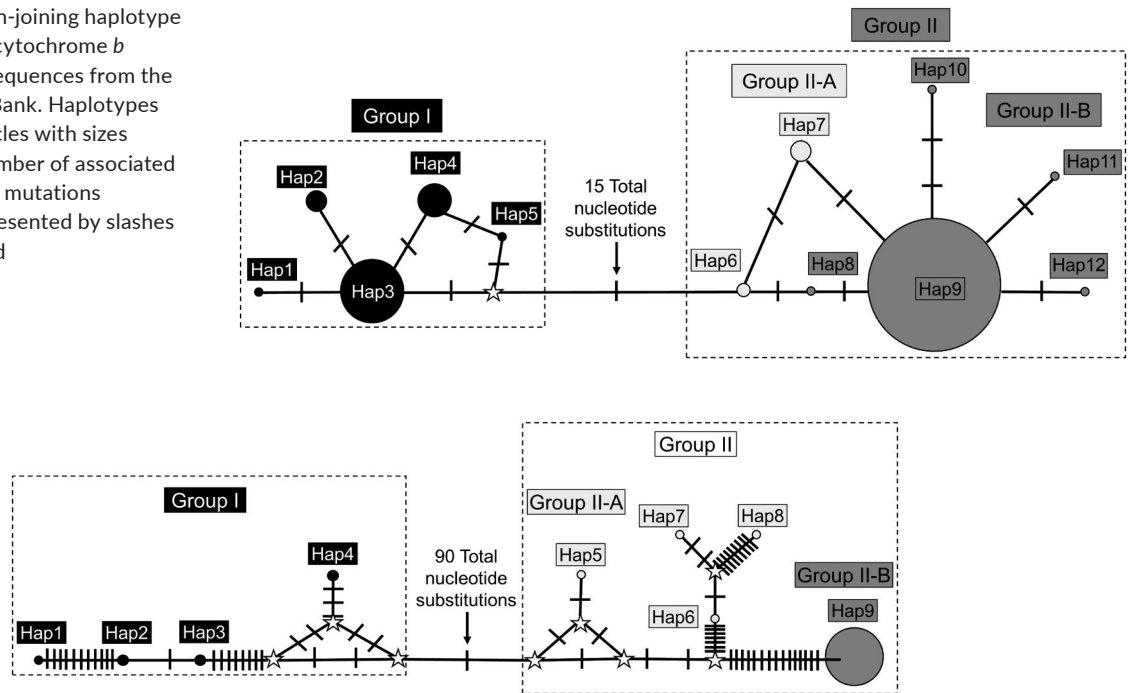 n-joining haplotype
cytochrome b
equences from the
Bank. Haplotypes
cles with sizes
mber of associated
mutations
resented by slashes
d
Group I
Hap1
Hap2
Hap3
Hap4
Hap5
15 Total
nucleotide
substitutions
Group II
Group II-A
Group II-B
Hap6
Hap7
Hap8
Hap9
Hap10
Hap11
Hap12
Group I
Hap1
Hap2
Hap3
Hap4
90 Total
nucleotide
substitutions
Group II
Group II-A
Hap5
Hap6
Hap7
Hap8
Group II-B
Hap9